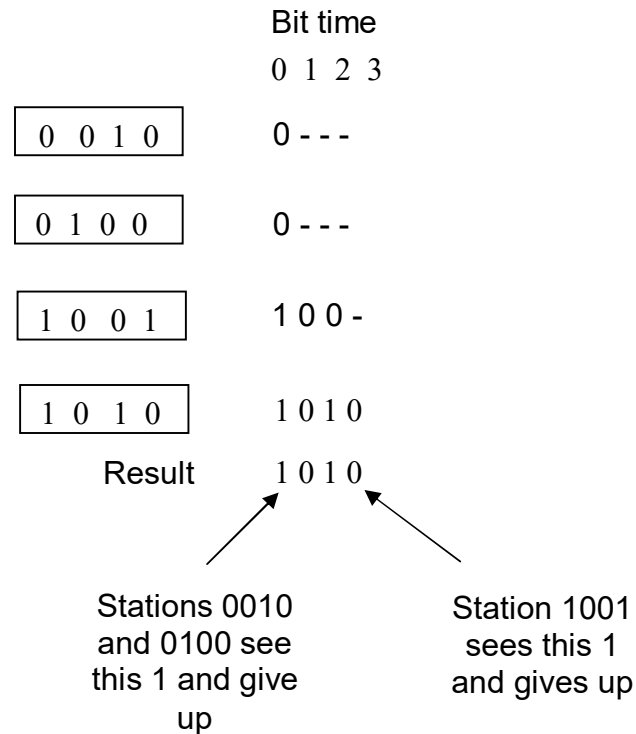 Bit time
0 1 2 3
0 0 1 0 0 - - -
0 1 0 0 0 - - -
1 0 0 1 1 0 0 -
1 0 1 0 1 0 1 0
Result 1 0 1 0
Stations 0010
and 0100 see
this 1 and give
up
Station 1001
sees this 1
and gives up